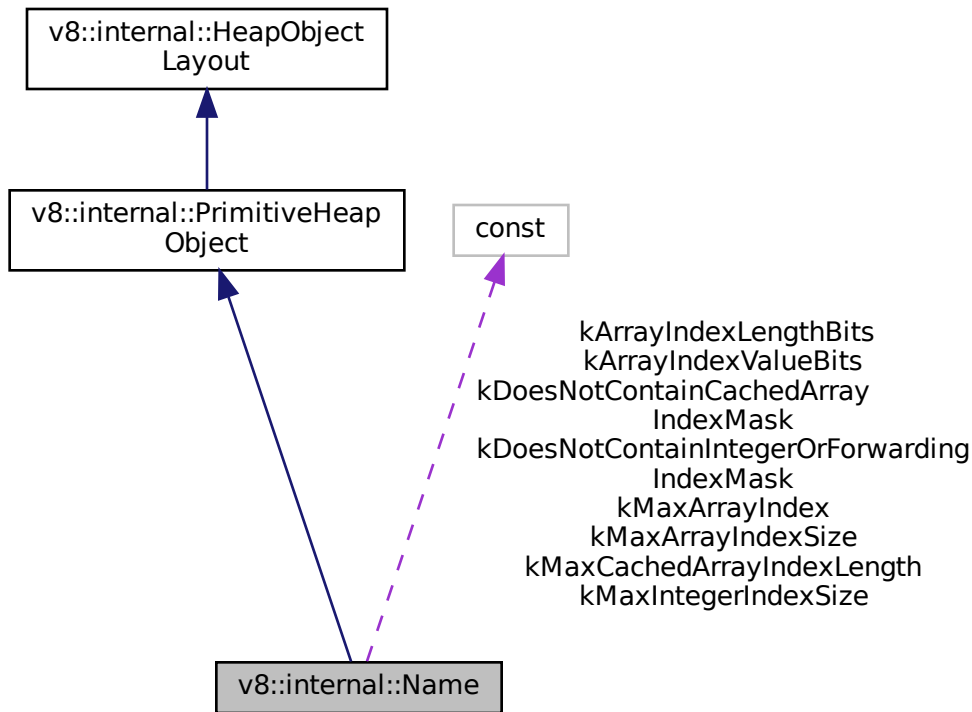 v8::internal::HeapObject
Layout
v8::internal::PrimitiveHeap
Object
const
kArrayIndexLengthBits
kArrayIndexValueBits
kDoesNotContainCachedArray
IndexMask
kDoesNotContainIntegerOrForwarding
IndexMask
kMaxArrayIndex
kMaxArrayIndexSize
kMaxCachedArrayIndexLength
kMaxIntegerIndexSize
v8::internal::Name